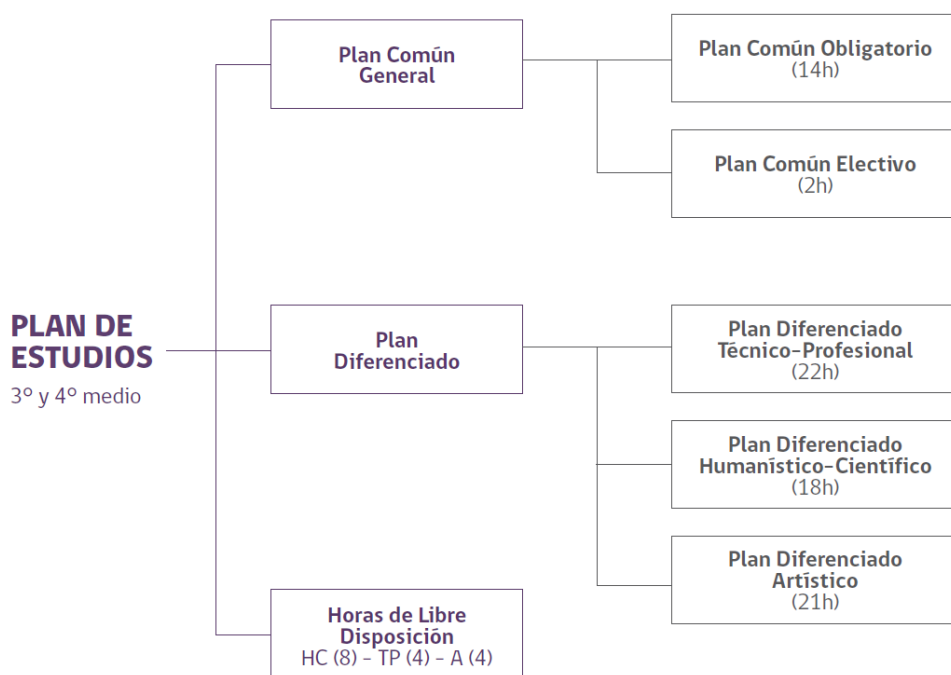 PLAN DE
ESTUDIOS
3º y 4º medio
Plan Común
General
Plan Común Obligatorio
(14h)
Plan Común Electivo
(2h)
Plan
Diferenciado
Plan Diferenciado
Técnico-Profesional
(22h)
Plan Diferenciado
Humanístico-Científico
(18h)
Plan Diferenciado
Artístico
(21h)
Horas de Libre
Disposición
HC (8) - TP (4) - A (4)